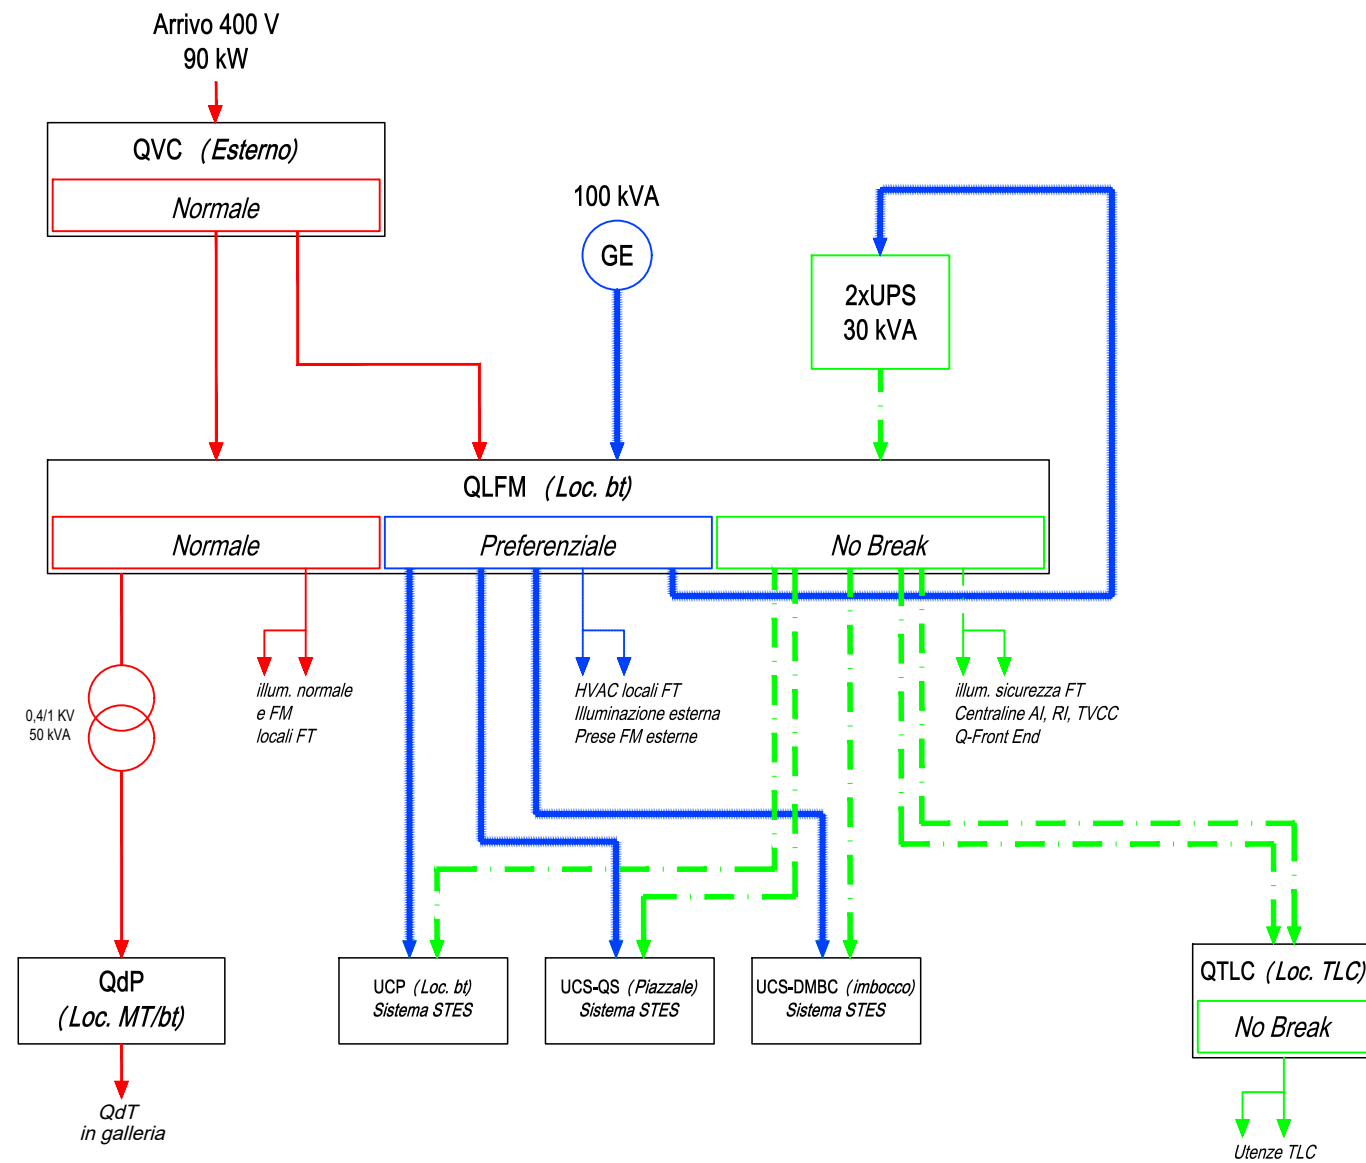 Arrivo 400 V
90 kW
QVC (Esterno)
Normale
100 kVA
GE
2xUPS
30 kVA
QLFM (Loc. bt)
Normale
Preferenziale
No Break
illum. normale
e FM
locali FT
HVAC locali FT
Illuminazione esterna
Prese FM esterne
illum. sicurezza FT
Centraline AI, RI, TVCC
Q-Front End
0,4/1 KV
50 kVA
QdP
(Loc. MT/bt)
UCP (Loc. bt)
Sistema STES
UCS-QS (Piazzale)
Sistema STES
UCS-DMBC (imbocco)
Sistema STES
QTLC (Loc. TLC)
No Break
QdT
in galleria
Utenze TLC